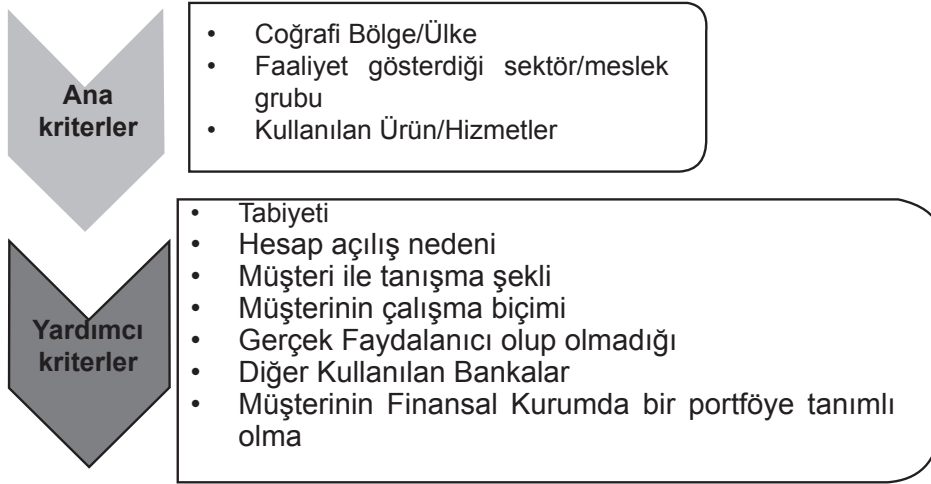 Ana
kriterler
• Coğrafi Bölge/Ülke
• Faaliyet gösterdiği sektör/meslek
grubu
• Kullanılan Ürün/Hizmetler
Yardımcı
kriterler
• Tabiyeti
• Hesap açılış nedeni
• Müşteri ile tanışma şekli
• Müşterinin çalışma biçimi
• Gerçek Faydalanıcı olup olmadığı
• Diğer Kullanılan Bankalar
• Müşterinin Finansal Kurumda bir portföye tanımlı
olma